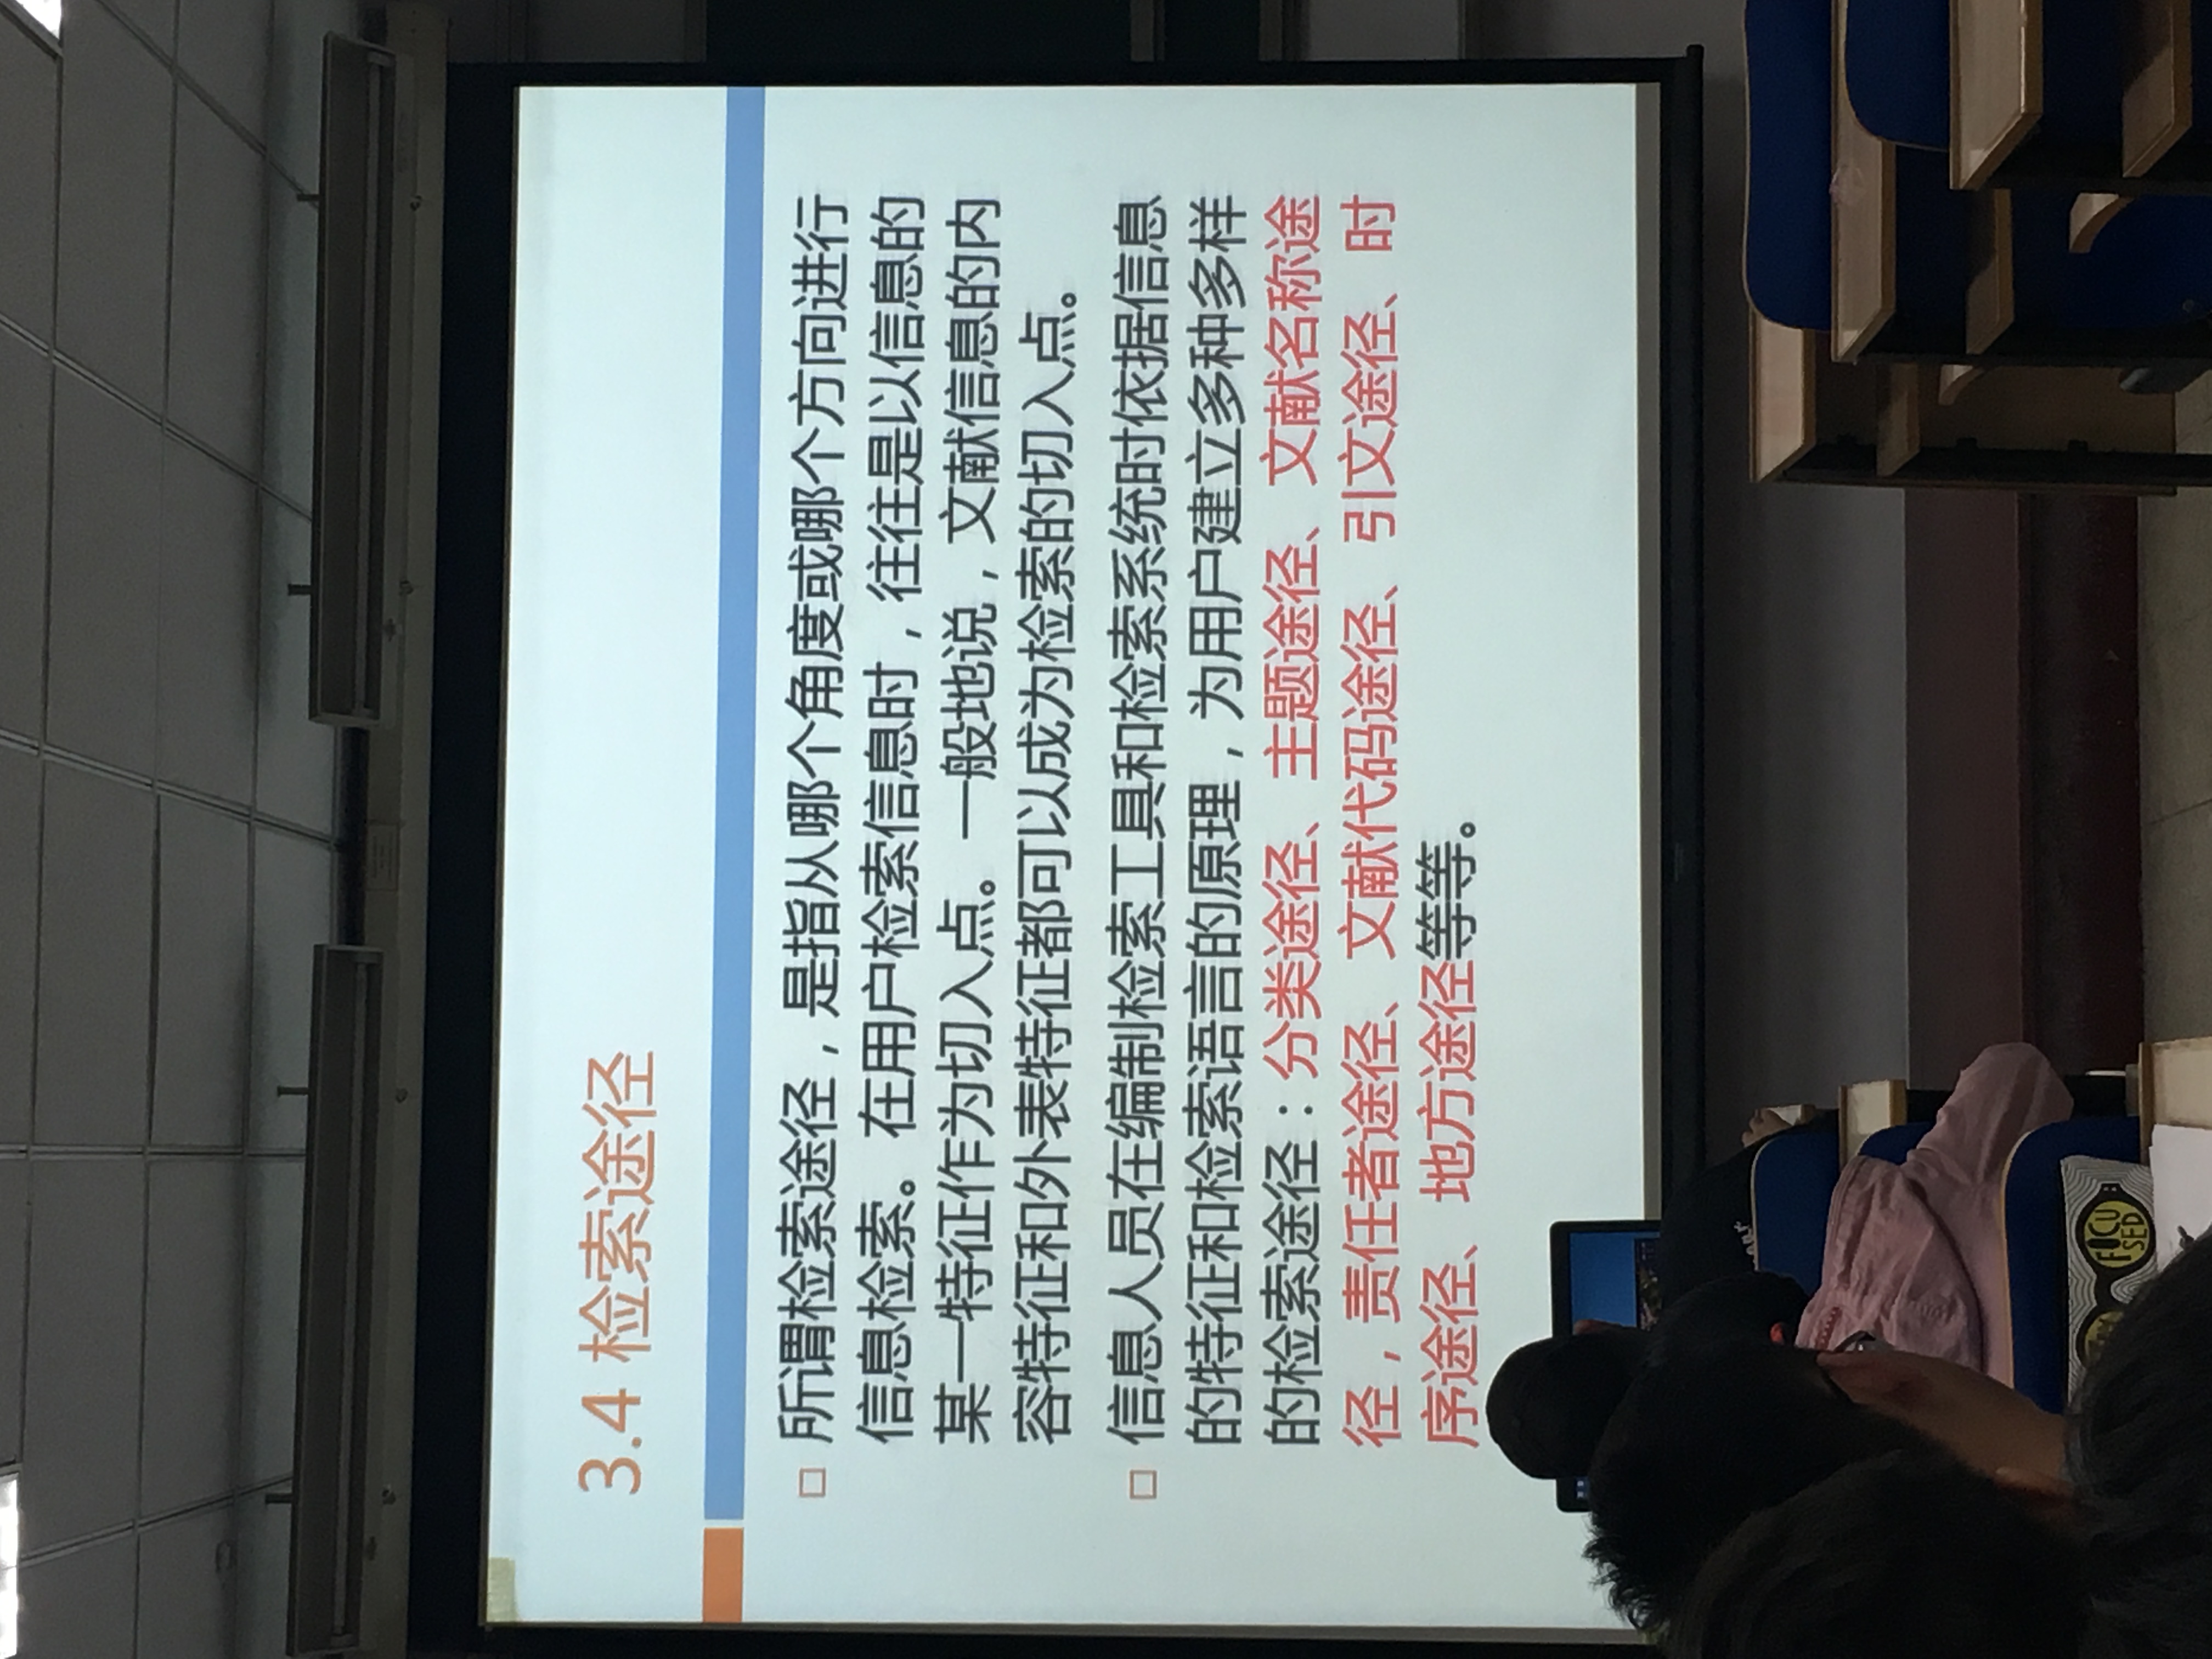 3.4 检索途径
所谓检索途径，是指从哪个角度或哪个方向进行
信息检索。在用户检索信息时，往往是以信息的
某一特征作为切入点。一般地说，文献信息的内
容特征和外表特征都可以成为检索的切入点。
信息人员在编制检索工具和检索系统时依据信息
的特征和检索语言的原理，为用户建立多种多样
的检索途径：分类途径、主题途径、文献名称途
径，责任者途径、文献代码途径、引文途径、时
序途径、地方途径等等。
FOCU
SED